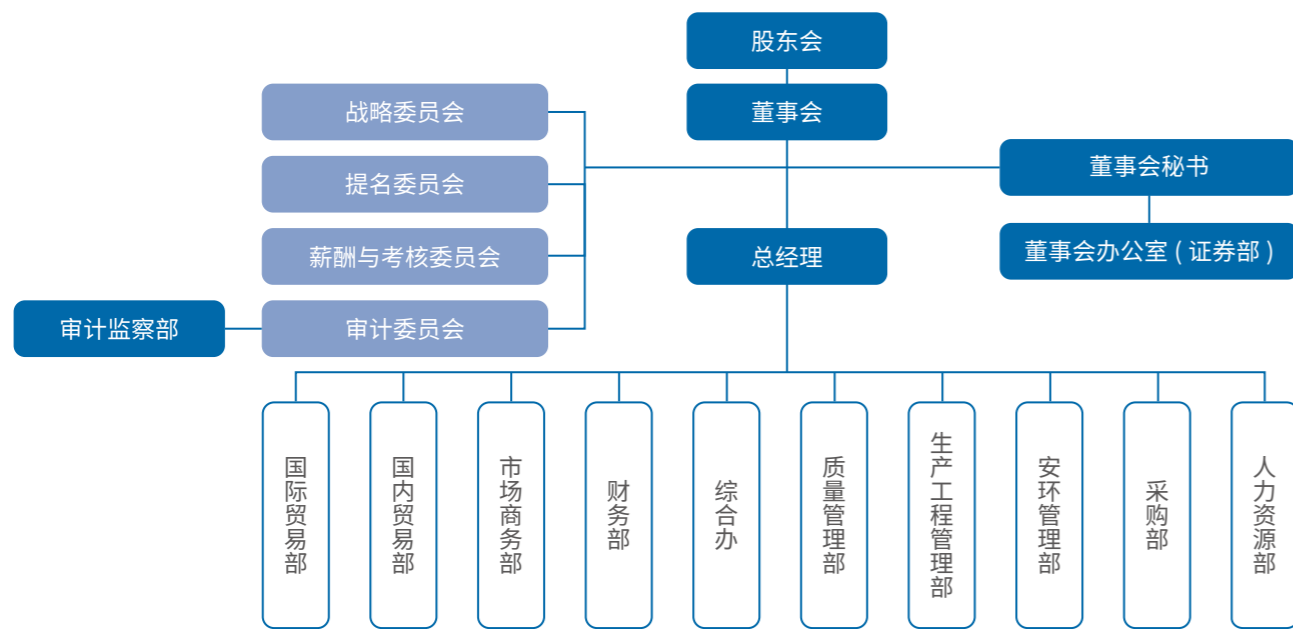 股东会
董事会
战略委员会
提名委员会
薪酬与考核委员会
审计委员会
审计监察部
董事会秘书
董事会办公室 ( 证券部 )
总经理
国际贸易部
国内贸易部
市场商务部
财务部
综合办
质量管理部
生产工程管理部
安环管理部
采购部
人力资源部